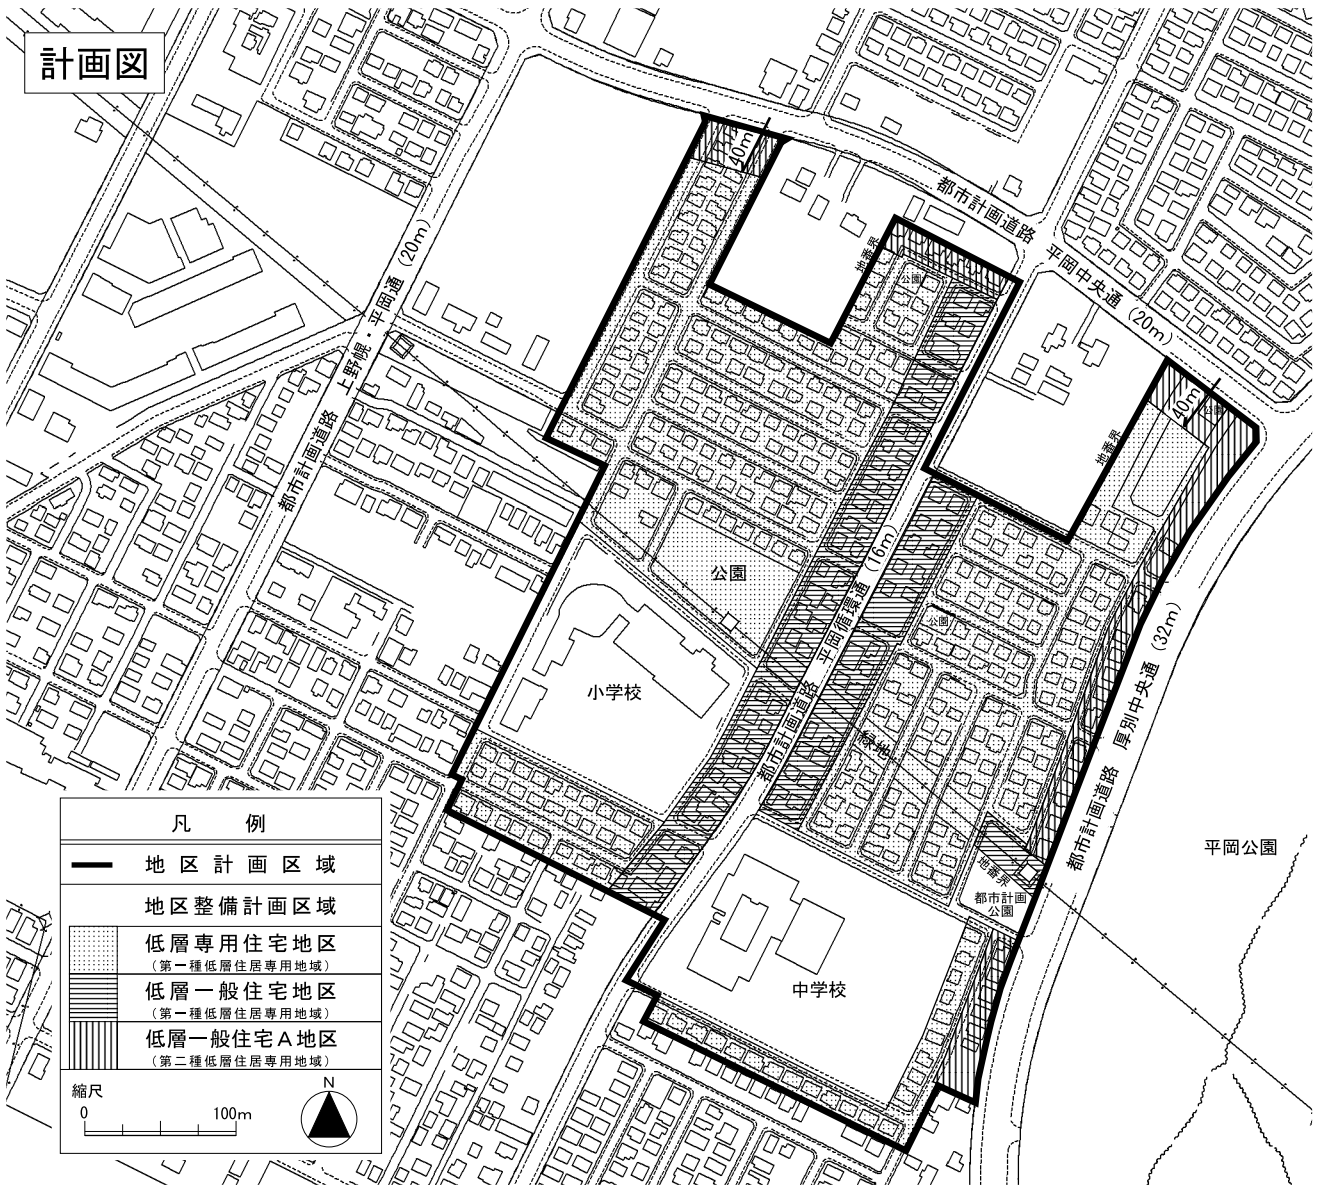 計画図
40m
都市計画道路 平岡中央通 (20m)
地番界
公園
都市計画道路 上野幌・平岡通 (20m)
40m
公園
地番界
公園
都市計画道路 平岡循環通 (16m)
公園
小学校
緑道
都市計画道路 厚別中央通 (32m)
平岡公園
地番界
都市計画
公園
中学校
凡 例
地区計画区域
地区整備計画区域
低層専用住宅地区
(第一種低層住居専用地域)
低層一般住宅地区
(第一種低層住居専用地域)
低層一般住宅A地区
(第二種低層住居専用地域)
縮尺
0 100m
N